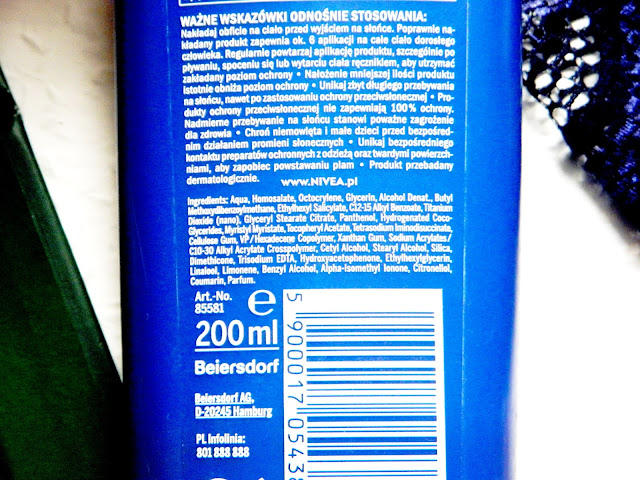 WAŻNE WSKAZÓWKI ODNOŚNIE STOSOWANIA:
Nakładaj obficie na ciało przed wyjściem na słońce. Poprawnie na-
kładany produkt zapewnia ok. 6 aplikacji na całe ciało dorosłego
człowieka. Regularnie powtarzaj aplikację produktu, szczególnie po
pływaniu, spoceniu się lub wytarciu ciała ręcznikiem, aby utrzymać
zakładany poziom ochrony • Nałożenie mniejszej ilości produktu
istotnie obniża poziom ochrony • Unikaj zbyt długiego przebywania
na słońcu, nawet po zastosowaniu ochrony przeciwsłonecznej • Pro-
dukty ochrony przeciwsłonecznej nie zapewniają 100% ochrony.
Nadmierne przebywanie na słońcu stanowi poważne zagrożenie
dla zdrowia • Chroń niemowlęta i małe dzieci przed bezpośred-
nim działaniem promieni słonecznych • Unikaj bezpośredniego
kontaktu preparatów ochronnych z odzieżą oraz twardymi powierzch-
niami, aby zapobiec powstawaniu plam • Produkt przebadany
dermatologicznie.
www.NIVEA.pl
Ingredients: Aqua, Homosalate, Octocrylene, Glycerin, Alcohol Denat., Butyl
Methoxydibenzoylmethane, Ethylhexyl Salicylate, C12-15 Alkyl Benzoate, Titanium
Dioxide (nano), Glyceryl Stearate Citrate, Panthenol, Hydrogenated Coco-
Glycerides, Myristyl Myristate, Tocopheryl Acetate, Tetrasodium Iminodisuccinate,
Cellulose Gum, VP/Hexadecene Copolymer, Xanthan Gum, Sodium Acrylates/
C10-30 Alkyl Acrylate Crosspolymer, Cetyl Alcohol, Stearyl Alcohol, Silica,
Dimethicone, Trisodium EDTA, Hydroxyacetophenone, Ethylhexylglycerin,
Linalool, Limonene, Benzyl Alcohol, Alpha-Isomethyl Ionone, Citronellol,
Coumarin, Parfum.
Art.-No.
85581
e
200 ml
Beiersdorf
Beiersdorf AG,
D-20245 Hamburg
PL Infolinia:
801 888 888
5 900017 05438